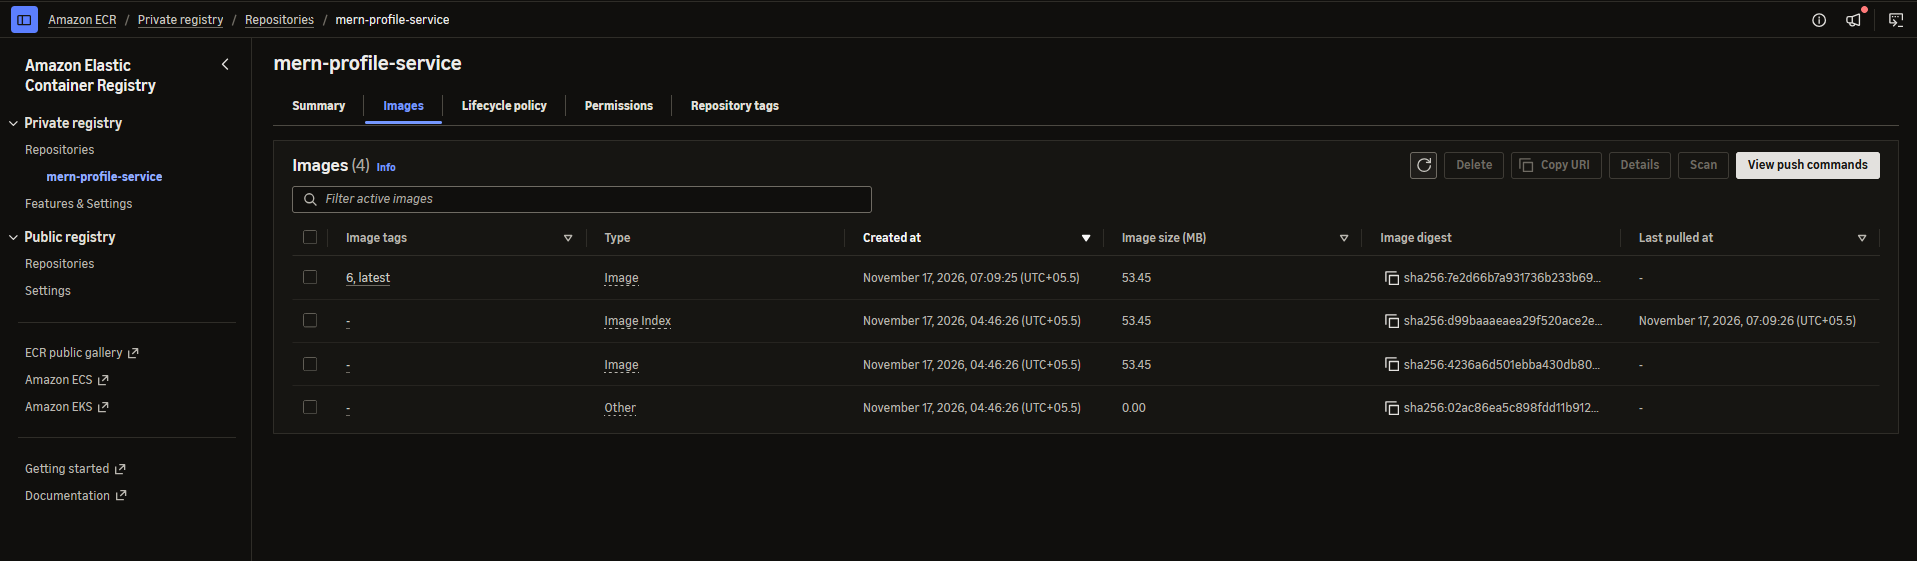 Amazon ECR / Private registry / Repositories / mern-profile-service
Amazon Elastic
Container Registry
Private registry
Repositories
mern-profile-service
Features & Settings
Public registry
Repositories
Settings
ECR public gallery
Amazon ECS
Amazon EKS
Getting started
Documentation
mern-profile-service
Summary Images Lifecycle policy Permissions Repository tags
Images (4) Info
Delete Copy URI Details Scan View push commands
Filter active images
Image tags Type Created at Image size (MB) Image digest Last pulled at
6, latest Image November 17, 2026, 07:09:25 (UTC+05.5) 53.45 sha256:7e2d66b7a931736b233b69... -
- Image Index November 17, 2026, 04:46:26 (UTC+05.5) 53.45 sha256:d99baaaeaea29f520ace2e... November 17, 2026, 07:09:26 (UTC+05.5)
- Image November 17, 2026, 04:46:26 (UTC+05.5) 53.45 sha256:4236a6d501ebba430db80... -
- Other November 17, 2026, 04:46:26 (UTC+05.5) 0.00 sha256:02ac86ea5c898fdd11b912... -